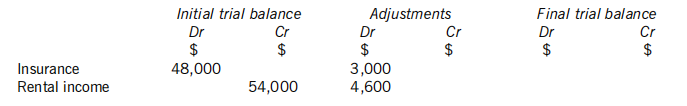 Initial trial balance Adjustments Final trial balance
Dr Cr Dr Cr Dr Cr
$ $ $ $ $ $
Insurance 48,000 3,000
Rental income 54,000 4,600